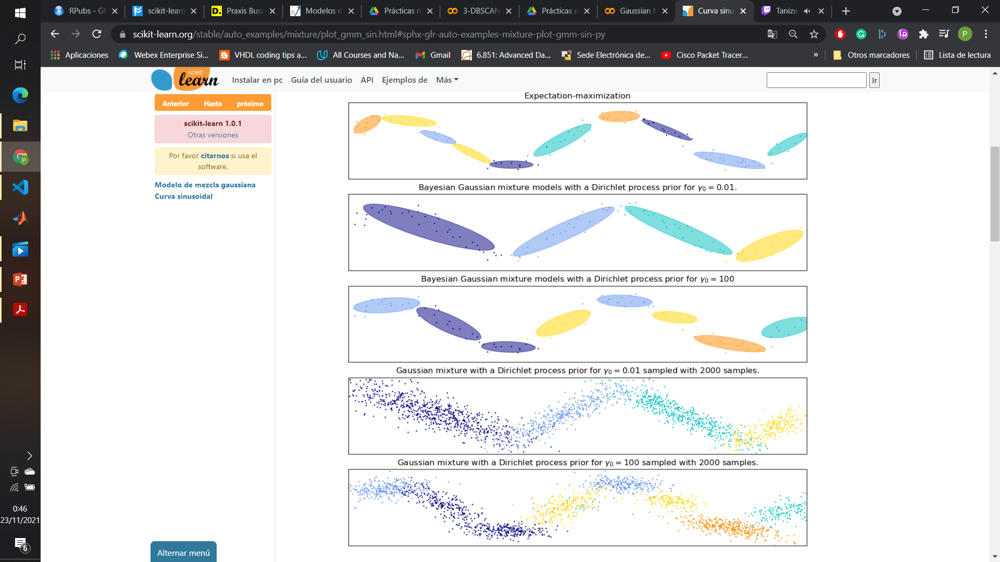 RPubs - GM
scikit-learn
Praxis Busi
Modelos d
Prácticas n
3-DBSCAN
Prácticas n
Gaussian M
Curva sinu
Tanize
scikit-learn.org/stable/auto_examples/mixture/plot_gmm_sin.html#sphx-glr-auto-examples-mixture-plot-gmm-sin-py
P
Aplicaciones
Webex Enterprise Si...
VHDL coding tips a...
All Courses and Na...
Gmail
6.851: Advanced Da...
Sede Electrónica de...
Cisco Packet Tracer...
»
Otros marcadores
Lista de lectura
scikit
learn
Instalar en pc
Guía del usuario
API
Ejemplos de
Más
Ir
Anterior
Hasta
próximo
scikit-learn 1.0.1
Otras versiones
Por favor citarnos si usa el
software.
Modelo de mezcla gaussiana
Curva sinusoidal
Expectation-maximization
Bayesian Gaussian mixture models with a Dirichlet process prior for γ₀ = 0.01.
Bayesian Gaussian mixture models with a Dirichlet process prior for γ₀ = 100
Gaussian mixture with a Dirichlet process prior for γ₀ = 0.01 sampled with 2000 samples.
Gaussian mixture with a Dirichlet process prior for γ₀ = 100 sampled with 2000 samples.
Alternar menú
0:46
23/11/2021
6